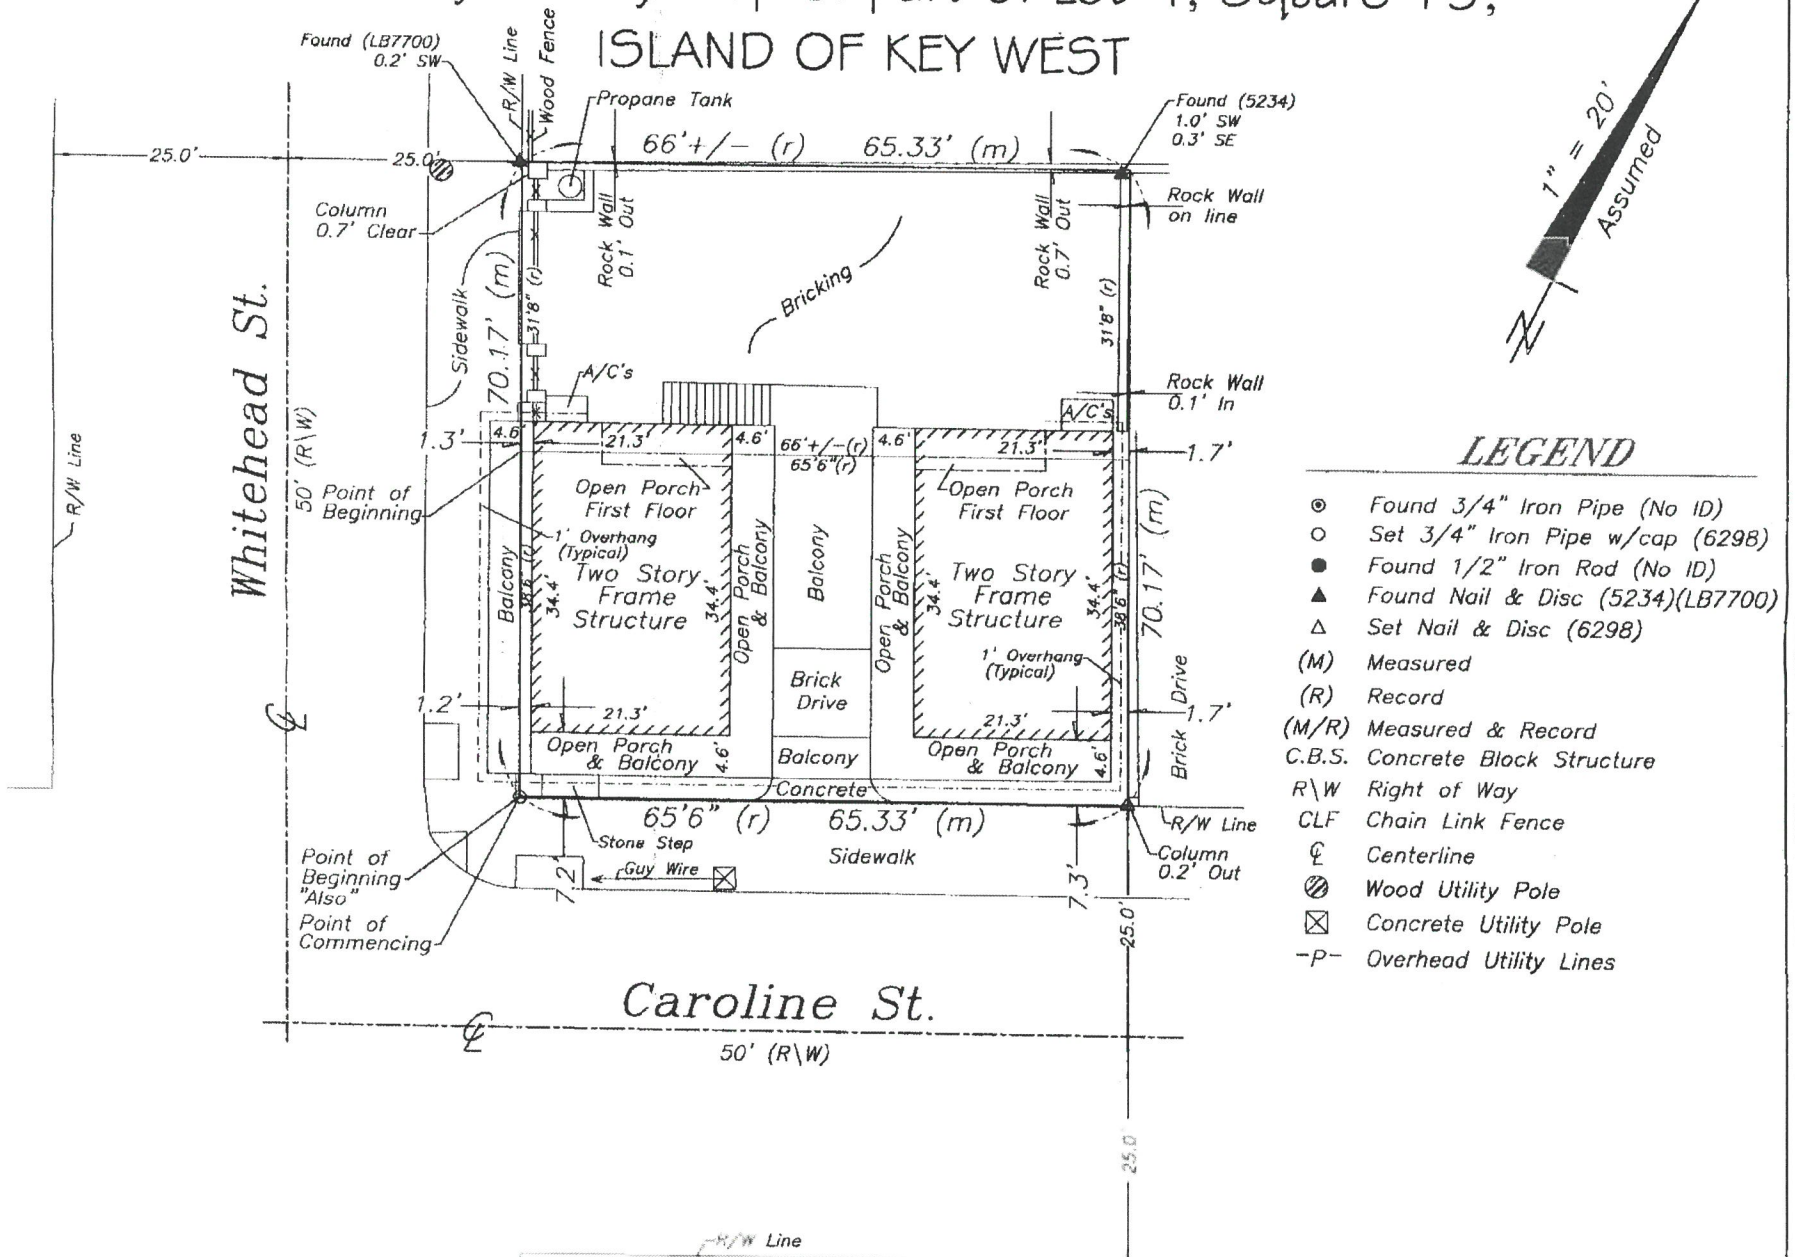 ISLAND OF KEY WEST
Found (LB7700)
0.2' SW
R/W Line
Wood Fence
Propane Tank
Found (5234)
1.0' SW
0.3' SE
1" = 20'
Assumed
N
25.0'
25.0'
66'+/- (r)
65.33' (m)
Column
0.7' Clear
Rock Wall
0.1' Out
Rock Wall
0.7' Out
Rock Wall
on line
Sidewalk
70.17' (m)
31'8" (r)
Bricking
31'8" (r)
Whitehead St.
50' (R\W)
R/W Line
A/C's
A/C's
Rock Wall
0.1' In
1.3'
4.6'
21.3'
4.6'
66'+/-(r)
65'6"(r)
4.6'
21.3'
1.7'
Point of
Beginning
Open Porch
First Floor
Open Porch
First Floor
1' Overhang
(Typical)
Balcony
38'6" (r)
34.4'
Two Story
Frame
Structure
34.4'
Open Porch
& Balcony
Balcony
Open Porch
& Balcony
34.4'
Two Story
Frame
Structure
34.4'
38'6" (r)
70.17' (m)
1' Overhang
(Typical)
Brick
Drive
Brick Drive
1.2'
21.3'
21.3'
1.7'
Open Porch
& Balcony
4.6'
Balcony
Open Porch
& Balcony
4.6'
Concrete
65'6" (r)
65.33' (m)
R/W Line
Stone Step
Sidewalk
Column
0.2' Out
Point of
Beginning
"Also"
Guy Wire
7.2'
7.3'
Point of
Commencing
25.0'
Caroline St.
50' (R\W)
25.0'
R/W Line
LEGEND
Found 3/4" Iron Pipe (No ID)
Set 3/4" Iron Pipe w/cap (6298)
Found 1/2" Iron Rod (No ID)
Found Nail & Disc (5234)(LB7700)
Set Nail & Disc (6298)
(M) Measured
(R) Record
(M/R) Measured & Record
C.B.S. Concrete Block Structure
R\W Right of Way
CLF Chain Link Fence
℄ Centerline
Wood Utility Pole
Concrete Utility Pole
-P- Overhead Utility Lines